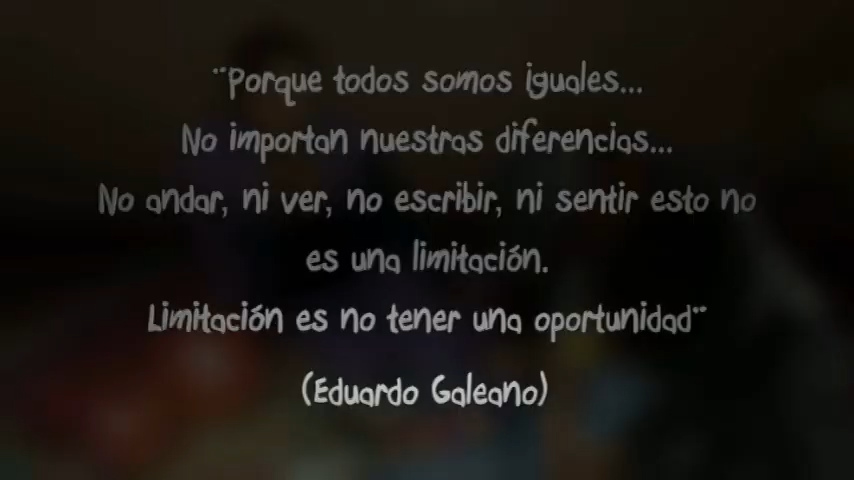 ¨Porque todos somos iguales...
No importan nuestras diferencias...
No andar, ni ver, no escribir, ni sentir esto no
es una limitación.
Limitación es no tener una oportunidad¨
(Eduardo Galeano)